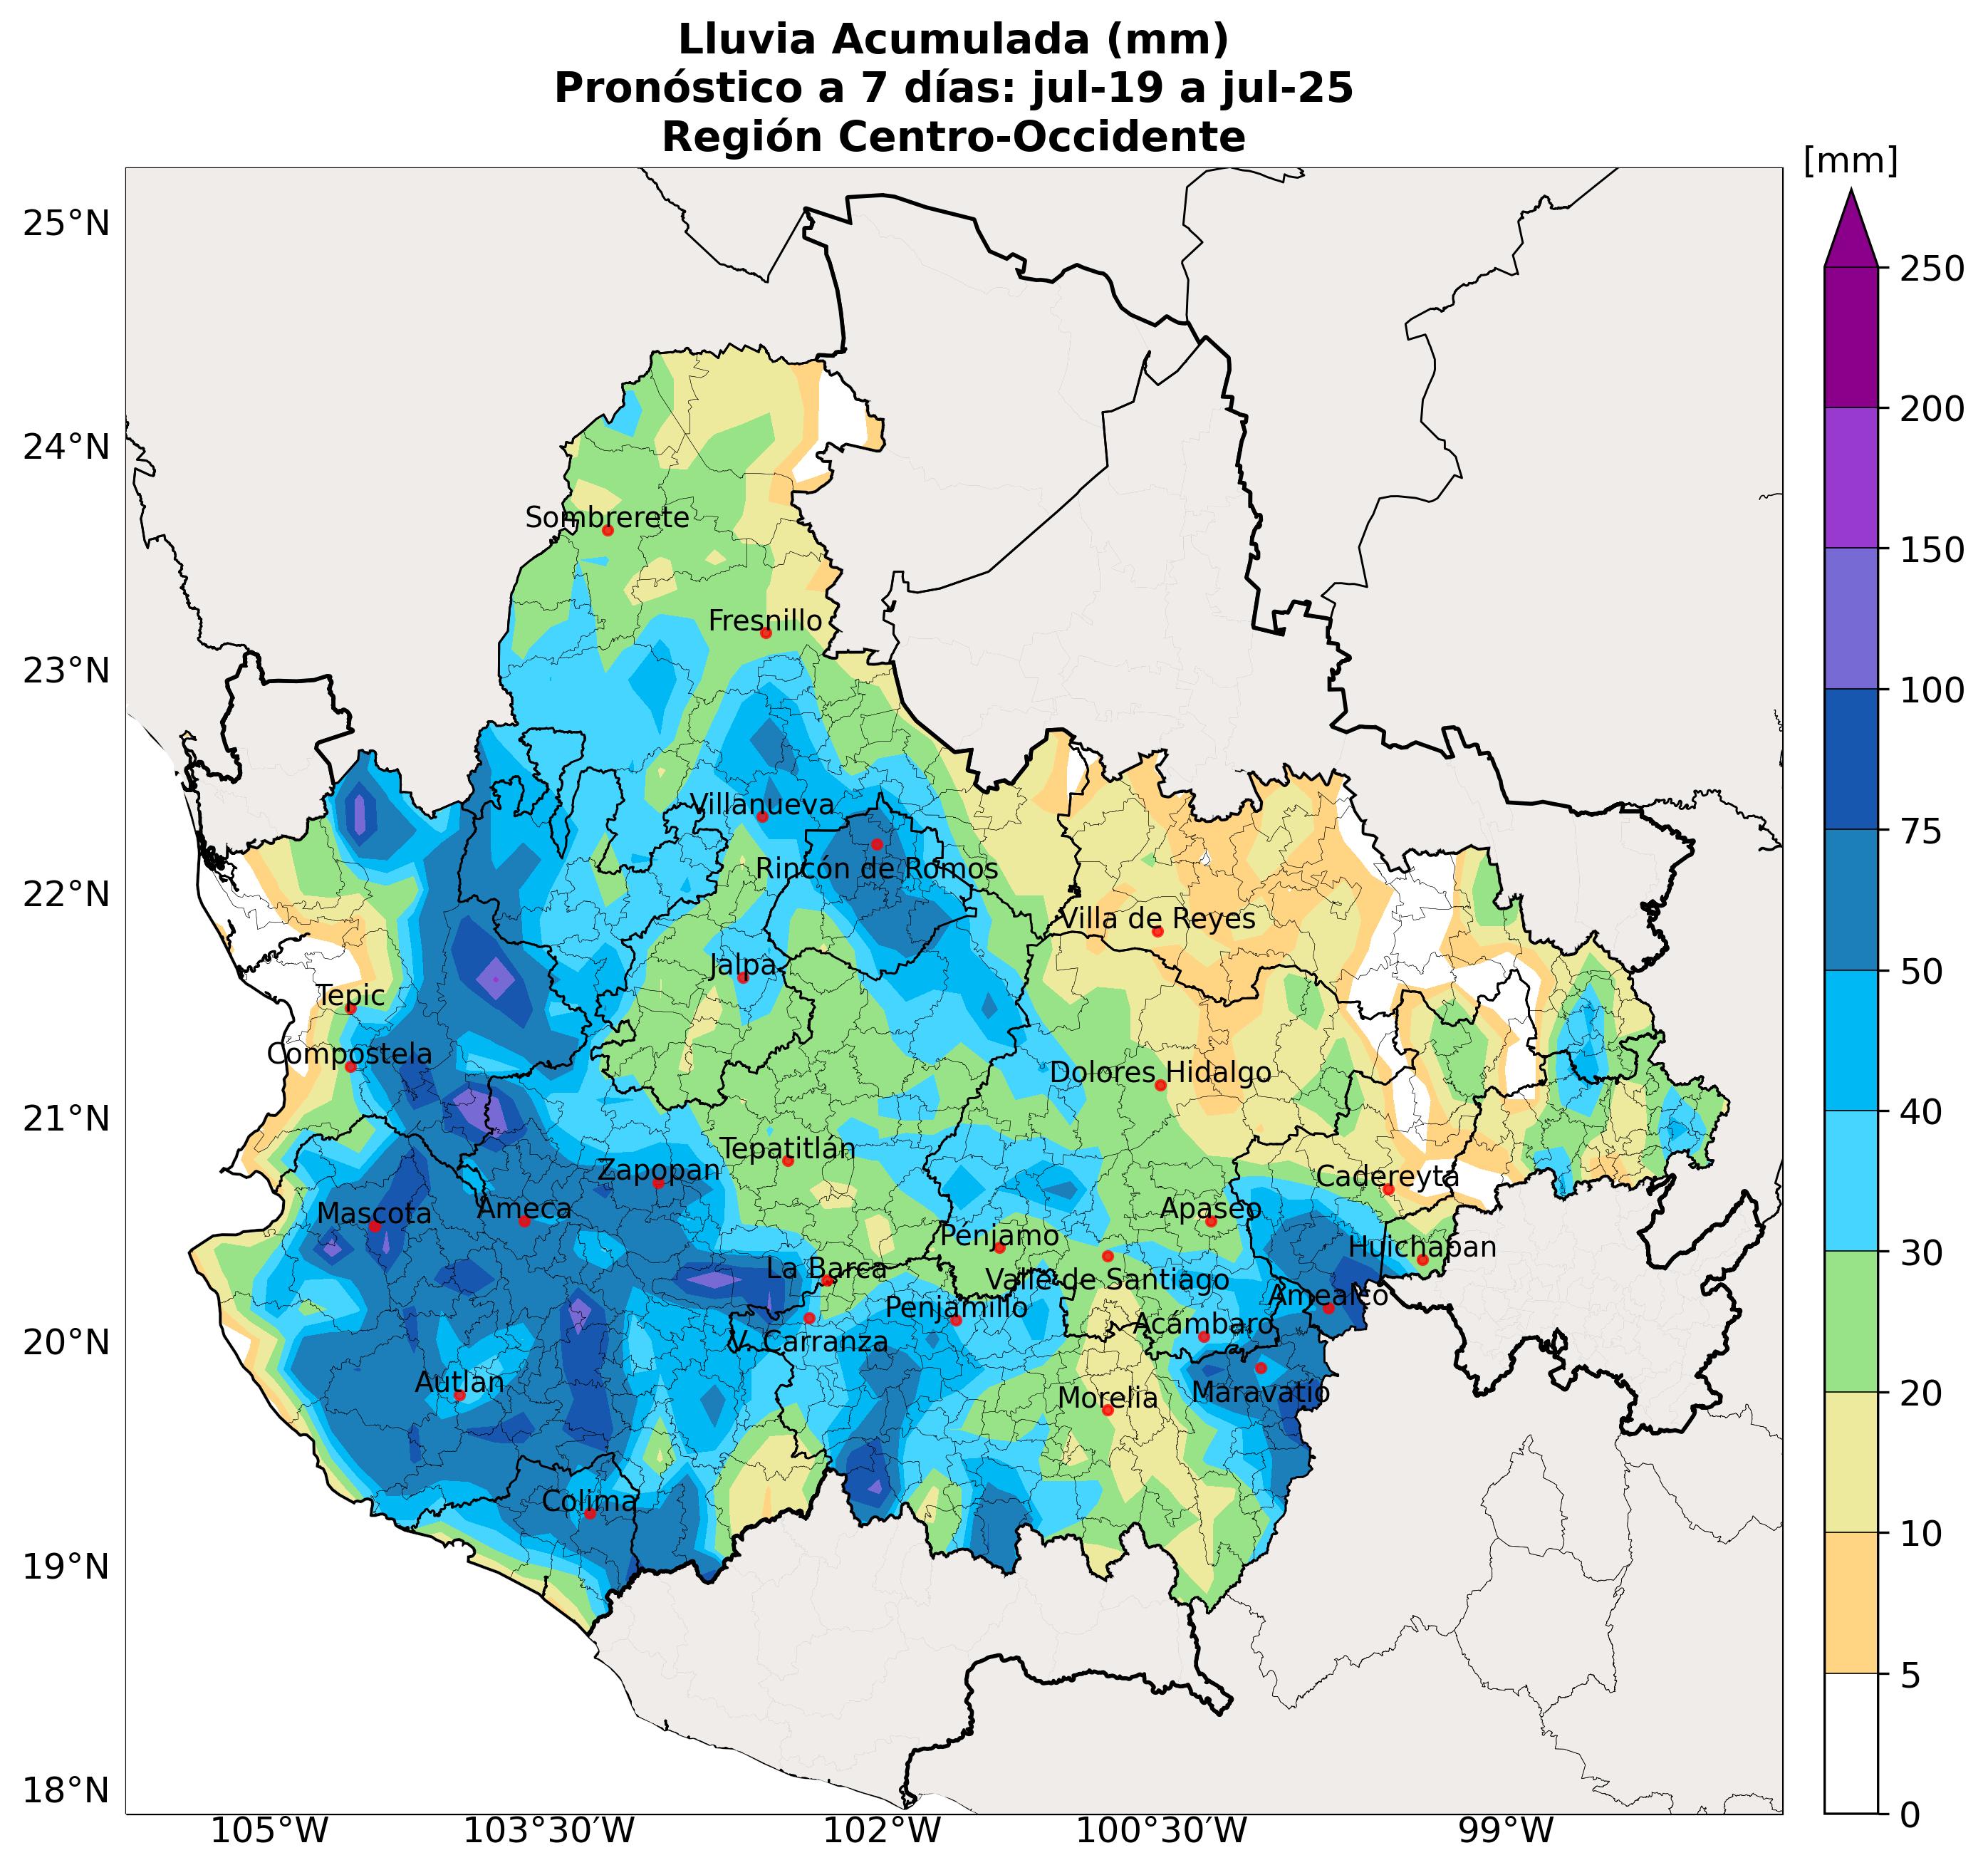 Lluvia Acumulada (mm)
Pronóstico a 7 días: jul-19 a jul-25
Región Centro-Occidente
[mm]
250
200
150
100
75
50
40
30
20
10
5
0
25°N
24°N
23°N
22°N
21°N
20°N
19°N
18°N
105°W
103°30'W
102°W
100°30'W
99°W
Sombrerete
Fresnillo
Villanueva
Rincón de Romos
Villa de Reyes
Jalpa
Tepic
Compostela
Dolores Hidalgo
Tepatitlán
Zapopan
Cadereyta
Mascota
Ameca
Apaseo
Pénjamo
Huichapan
La Barca
Valle de Santiago
Amealco
Penjamillo
Acámbaro
V. Carranza
Autlan
Morelia
Maravatío
Colima